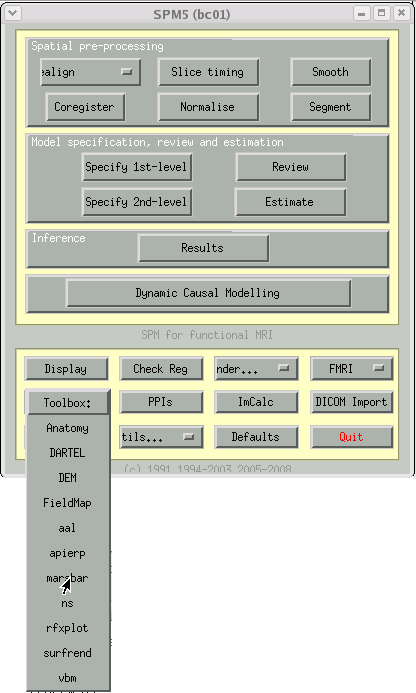 SPM5 (bc01)
Spatial pre-processing
ealign Slice timing Smooth
Coregister Normalise Segment
Model specification, review and estimation
Specify 1st-level Review
Specify 2nd-level Estimate
Inference
Results
Dynamic Causal Modelling
SPM for functional MRI
Display Check Reg nder... FMRI
Toolbox: PPIs ImCalc DICOM Import
tils... Defaults Quit
(c) 1991,1994-2003,2005-2008
Anatomy
DARTEL
DEM
FieldMap
aal
apierp
marsbar
ns
rfxplot
surfrend
vbm